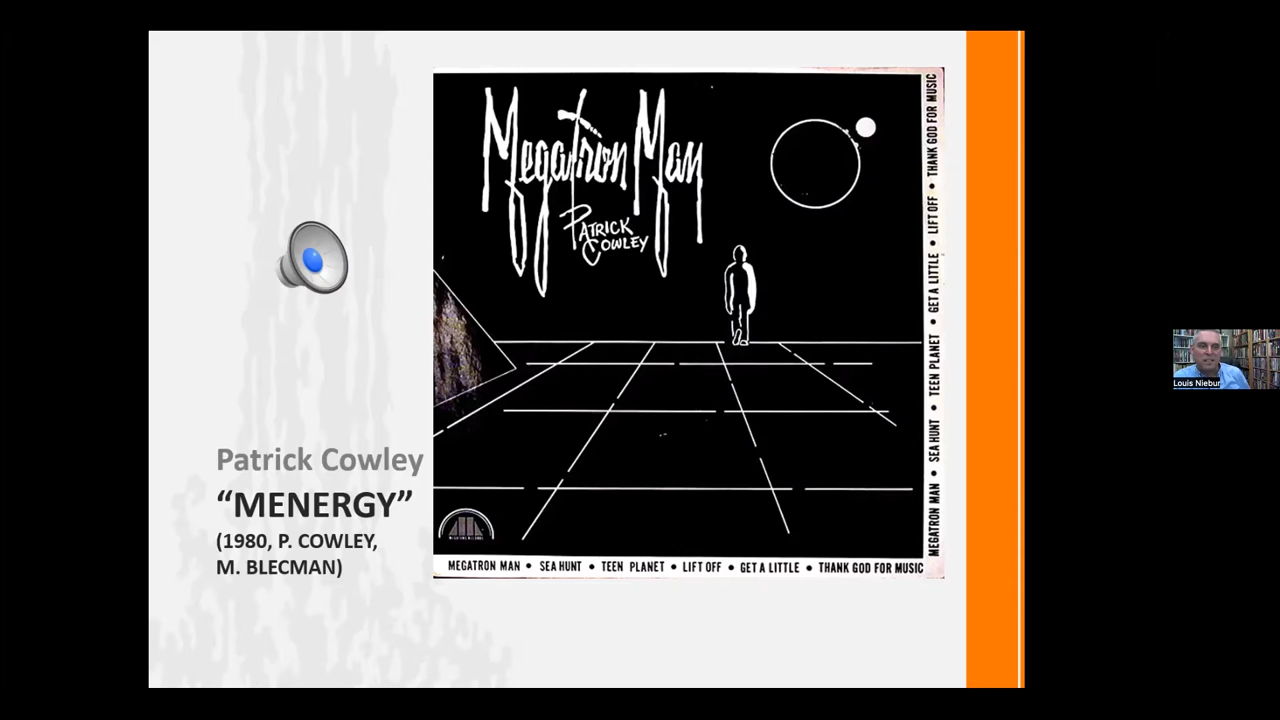 Megatron Man
PATRICK
COWLEY
THANK GOD FOR MUSIC
MEGATRON MAN • SEA HUNT • TEEN PLANET • GET A LITTLE • LIFT OFF •
Patrick Cowley
“MENERGY”
(1980, P. COWLEY,
M. BLECMAN)
MEGATRON MAN • SEA HUNT • TEEN PLANET • LIFT OFF • GET A LITTLE • THANK GOD FOR MUSIC
Louis Niebur